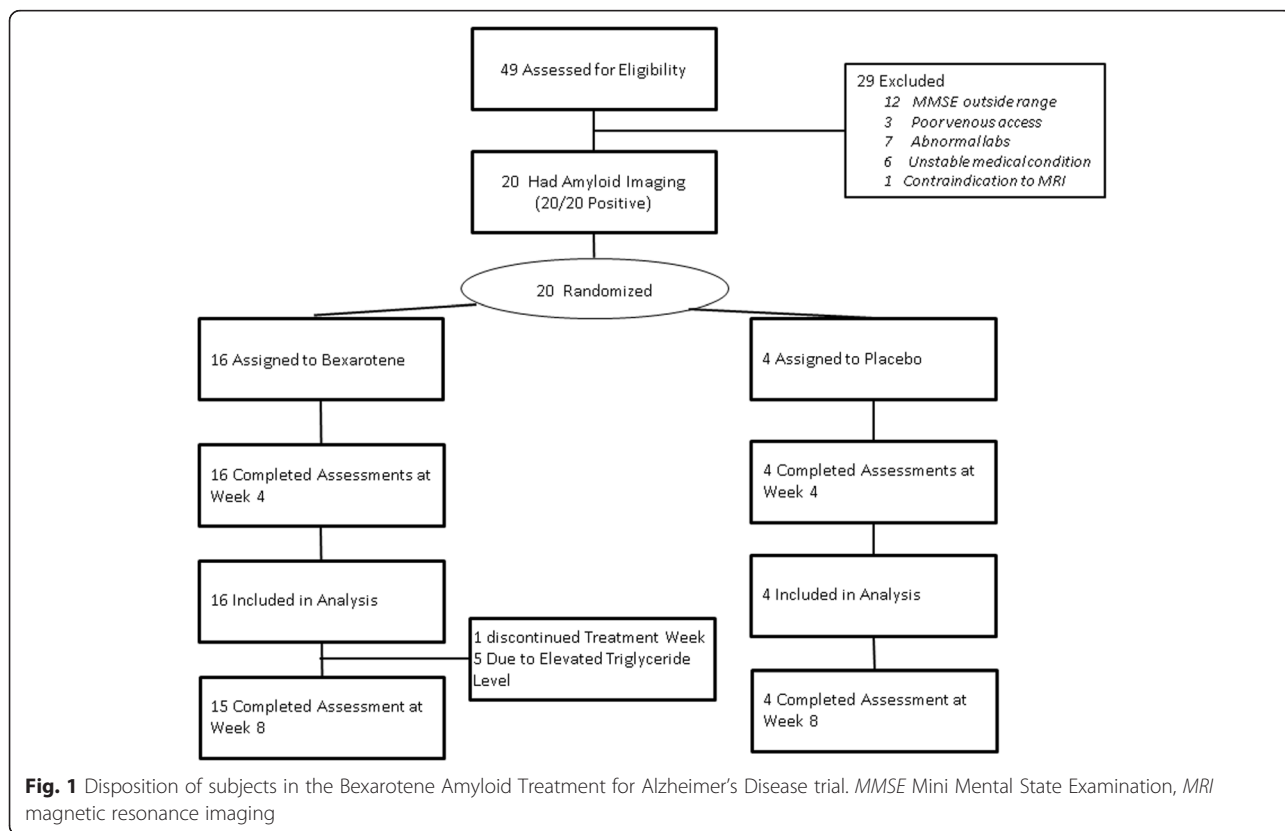 49 Assessed for Eligibility
29 Excluded
12 MMSE outside range
3 Poor venous access
7 Abnormal labs
6 Unstable medical condition
1 Contraindication to MRI
20 Had Amyloid Imaging
(20/20 Positive)
20 Randomized
16 Assigned to Bexarotene
4 Assigned to Placebo
16 Completed Assessments at
Week 4
4 Completed Assessments at
Week 4
16 Included in Analysis
4 Included in Analysis
1 discontinued Treatment Week
5 Due to Elevated Triglyceride
Level
15 Completed Assessment at
Week 8
4 Completed Assessment at
Week 8
Fig. 1 Disposition of subjects in the Bexarotene Amyloid Treatment for Alzheimer’s Disease trial. MMSE Mini Mental State Examination, MRI
magnetic resonance imaging